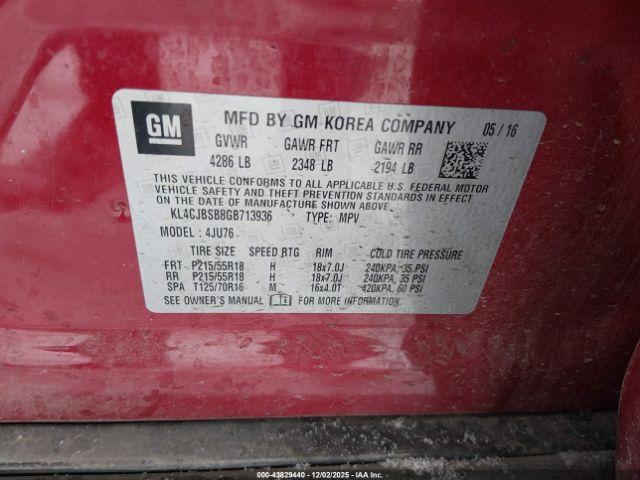 GM MFD BY GM KOREA COMPANY 05/16
GVWR GAWR FRT GAWR RR
4286 LB 2348 LB 2194 LB
THIS VEHICLE CONFORMS TO ALL APPLICABLE U.S. FEDERAL MOTOR
VEHICLE SAFETY AND THEFT PREVENTION STANDARDS IN EFFECT
ON THE DATE OF MANUFACTURE SHOWN ABOVE.
KL4CJBSB8GB713936 TYPE: MPV
MODEL: 4JU76
TIRE SIZE SPEED RTG RIM COLD TIRE PRESSURE
FRT P215/55R18 H 18x7.0J 240KPA, 35 PSI
RR P215/55R18 H 18x7.0J 240KPA, 35 PSI
SPA T125/70R16 M 16x4.0T 420KPA, 60 PSI
SEE OWNER'S MANUAL FOR MORE INFORMATION.
000-43829440 - 12/02/2025 - IAA